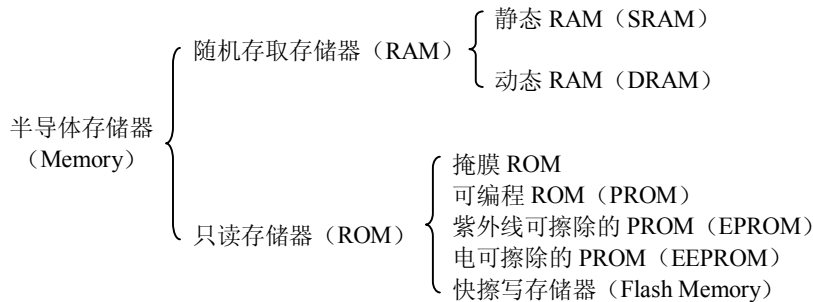 半导体存储器
（Memory）
随机存取存储器（RAM）
静态 RAM（SRAM）
动态 RAM（DRAM）
只读存储器（ROM）
掩膜 ROM
可编程 ROM（PROM）
紫外线可擦除的 PROM（EPROM）
电可擦除的 PROM（EEPROM）
快擦写存储器（Flash Memory）